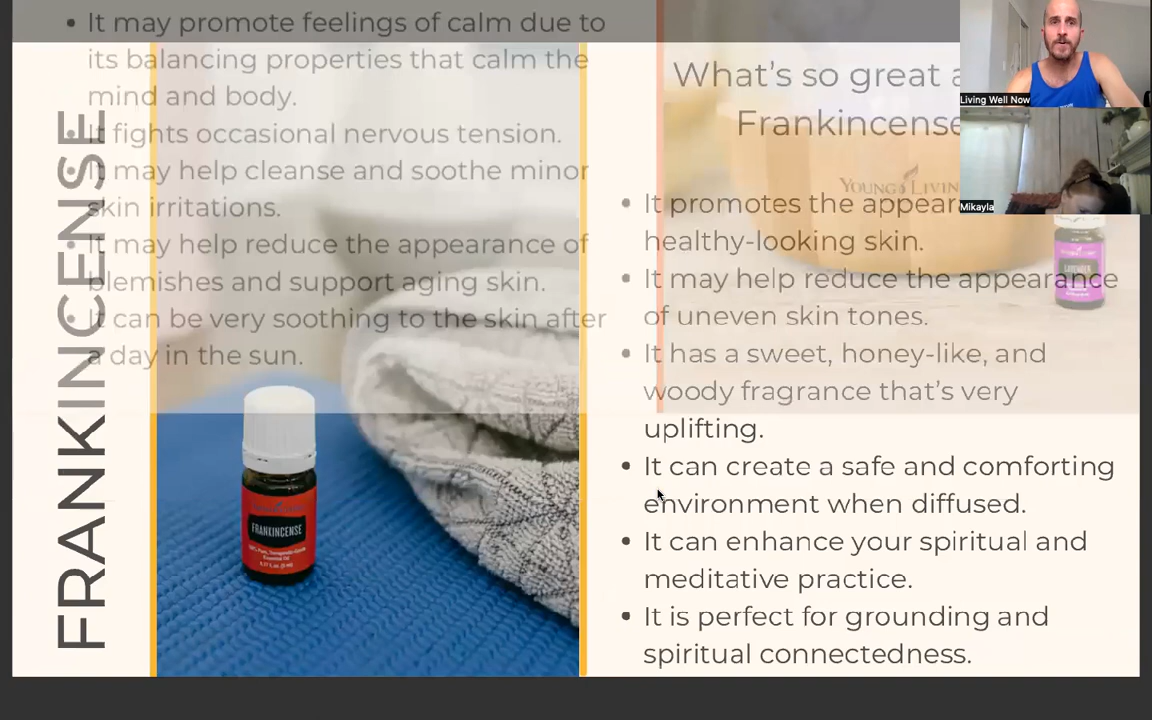 It may promote feelings of calm due to
its balancing properties that calm the
mind and body.
It fights occasional nervous tension.
It may help cleanse and soothe minor
skin irritations.
It may help reduce the appearance of
blemishes and support aging skin.
It can be very soothing to the skin after
a day in the sun.
FRANKINCENSE
FRANKINCENSE
What's so great a
Frankincense
YOUNG LIVIN
It promotes the appear
healthy-looking skin.
It may help reduce the appearance
of uneven skin tones.
It has a sweet, honey-like, and
woody fragrance that's very
uplifting.
It can create a safe and comforting
environment when diffused.
It can enhance your spiritual and
meditative practice.
It is perfect for grounding and
spiritual connectedness.
Living Well Now
Mikayla
LAVENDER